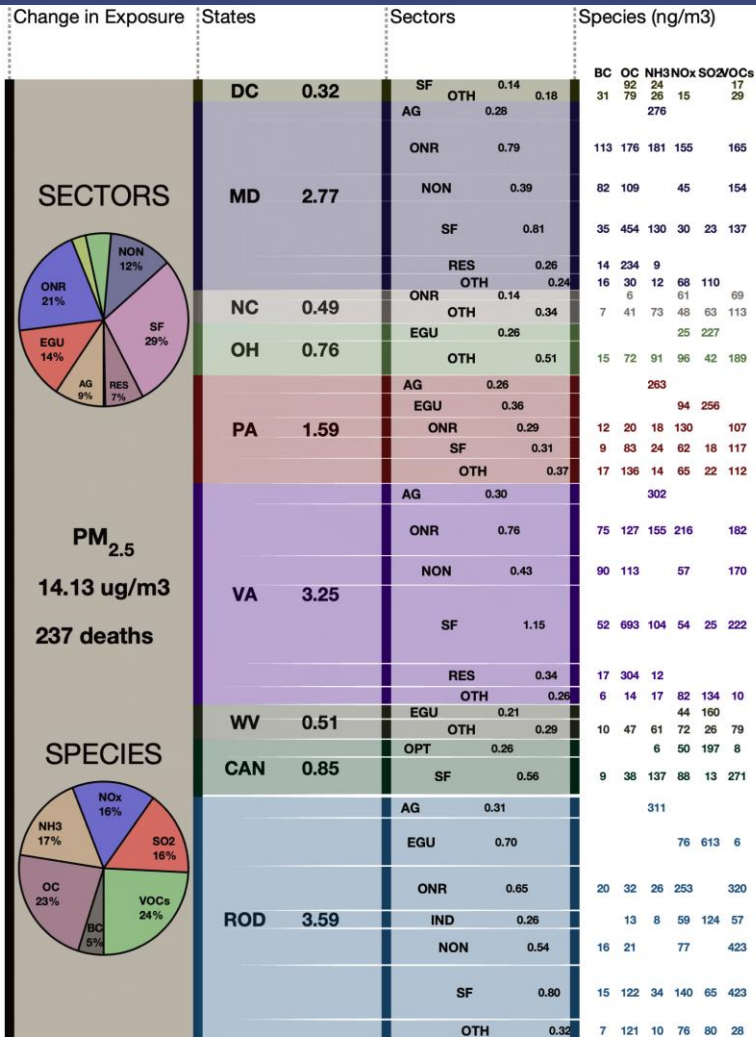 Change in Exposure States Sectors Species (ng/m3)
BC OC NH3 NOx SO2 VOCs
DC 0.32
SF 0.14 92 24 17
OTH 0.18 31 79 26 15 29
MD 2.77
AG 0.28 276
ONR 0.79 113 176 181 155 165
NON 0.39 82 109 45 154
SF 0.81 35 454 130 30 23 137
RES 0.26 14 234 9
OTH 0.24 16 30 12 68 110
NC 0.49
ONR 0.14 6 61 69
OTH 0.34 7 41 73 48 63 113
OH 0.76
EGU 0.26 25 227
OTH 0.51 15 72 91 96 42 189
PA 1.59
AG 0.26 263
EGU 0.36 94 256
ONR 0.29 12 20 18 130 107
SF 0.31 9 83 24 62 18 117
OTH 0.37 17 136 14 65 22 112
VA 3.25
AG 0.30 302
ONR 0.76 75 127 155 216 182
NON 0.43 90 113 57 170
SF 1.15 52 693 104 54 25 222
RES 0.34 17 304 12
OTH 0.26 6 14 17 82 134 10
WV 0.51
EGU 0.21 44 160
OTH 0.29 10 47 61 72 26 79
CAN 0.85
OPT 0.26 6 50 197 8
SF 0.56 9 38 137 88 13 271
ROD 3.59
AG 0.31 311
EGU 0.70 76 613 6
ONR 0.65 20 32 26 253 320
IND 0.26 13 8 59 124 57
NON 0.54 16 21 77 423
SF 0.80 15 122 34 140 65 423
OTH 0.32 7 121 10 76 80 28
SECTORS
NON
12%
ONR
21%
SF
29%
EGU
14%
AG
9%
RES
7%
PM2.5
14.13 ug/m3
237 deaths
SPECIES
NOx
16%
NH3
17%
SO2
16%
OC
23%
VOCs
24%
BC
5%